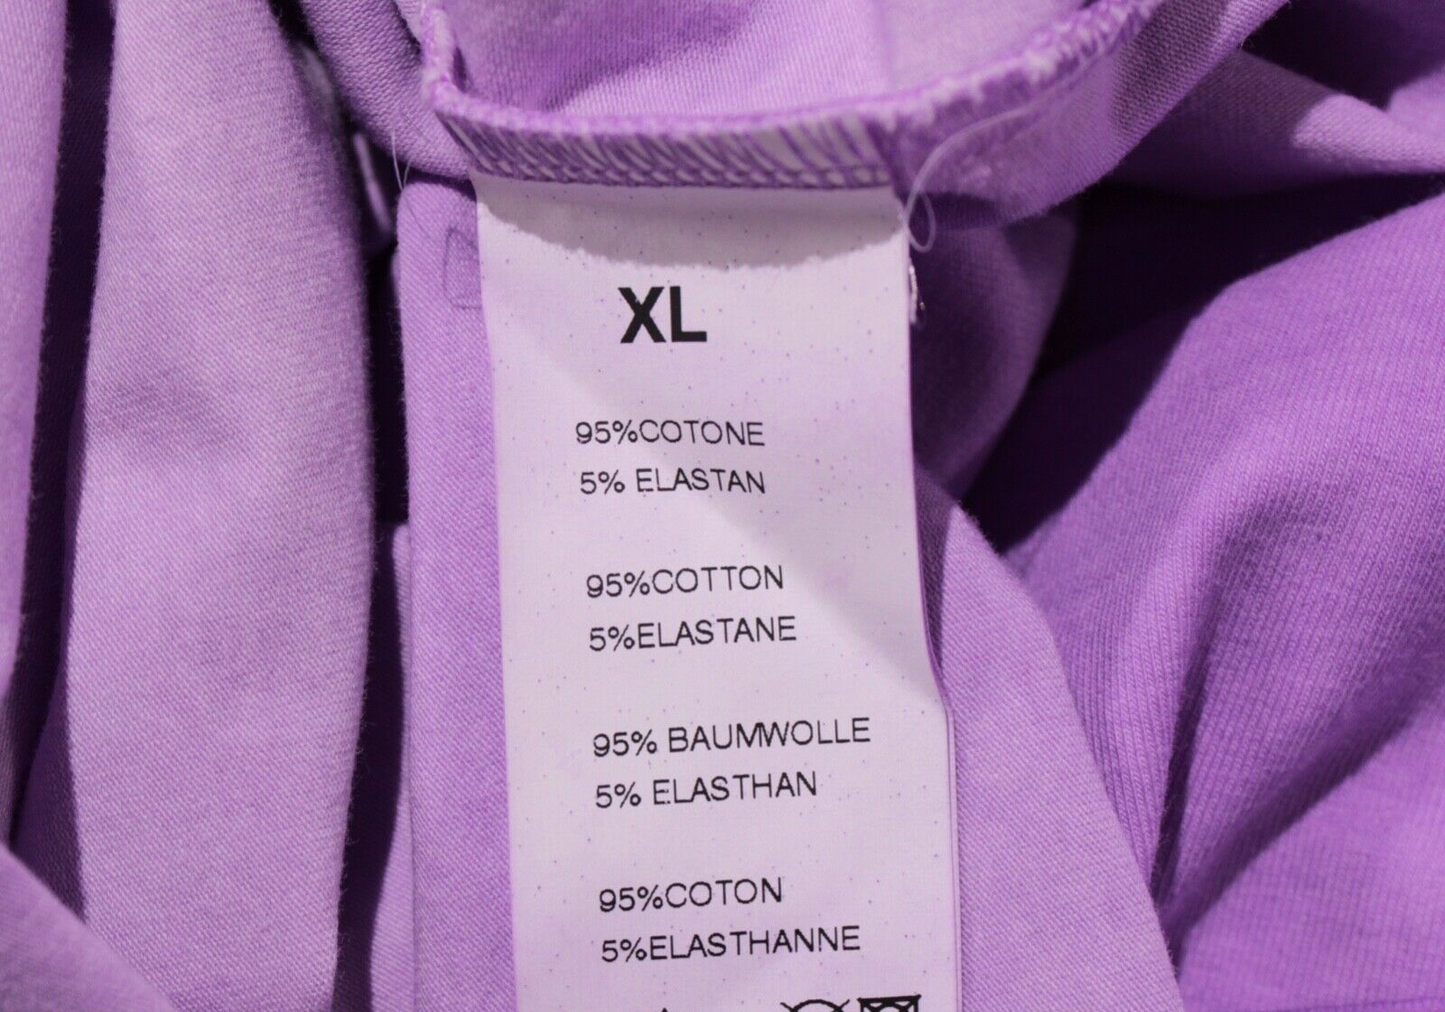 XL
95%COTONE
5% ELASTAN
95%COTTON
5%ELASTANE
95% BAUMWOLLE
5% ELASTHAN
95%COTON
5%ELASTHANNE